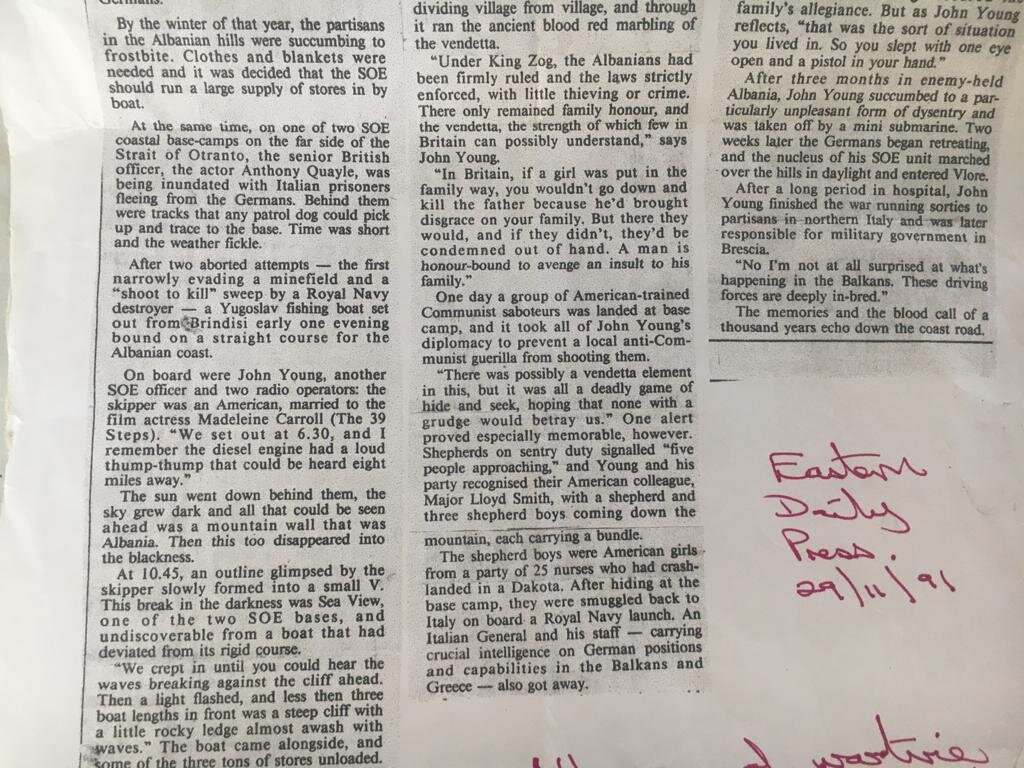 Germans.
By the winter of that year, the partisans
in the Albanian hills were succumbing to
frostbite. Clothes and blankets were
needed and it was decided that the SOE
should run a large supply of stores in by
boat.
At the same time, on one of two SOE
coastal base-camps on the far side of the
Strait of Otranto, the senior British
officer, the actor Anthony Quayle, was
being inundated with Italian prisoners
fleeing from the Germans. Behind them
were tracks that any patrol dog could pick
up and trace to the base. Time was short
and the weather fickle.
After two aborted attempts — the first
narrowly evading a minefield and a
“shoot to kill” sweep by a Royal Navy
destroyer — a Yugoslav fishing boat set
out from Brindisi early one evening
bound on a straight course for the
Albanian coast.
On board were John Young, another
SOE officer and two radio operators: the
skipper was an American, married to the
film actress Madeleine Carroll (The 39
Steps). “We set out at 6.30, and I
remember the diesel engine had a loud
thump-thump that could be heard eight
miles away.”
The sun went down behind them, the
sky grew dark and all that could be seen
ahead was a mountain wall that was
Albania. Then this too disappeared into
the blackness.
At 10.45, an outline glimpsed by the
skipper slowly formed into a small V.
This break in the darkness was Sea View,
one of the two SOE bases, and
undiscoverable from a boat that had
deviated from its rigid course.
“We crept in until you could hear the
waves breaking against the cliff ahead.
Then a light flashed, and less then three
boat lengths in front was a steep cliff with
a little rocky ledge almost awash with
waves.” The boat came alongside, and
some of the three tons of stores unloaded.
dividing village from village, and through
it ran the ancient blood red marbling of
the vendetta.
“Under King Zog, the Albanians had
been firmly ruled and the laws strictly
enforced, with little thieving or crime.
There only remained family honour, and
the vendetta, the strength of which few in
Britain can possibly understand,” says
John Young.
“In Britain, if a girl was put in the
family way, you wouldn’t go down and
kill the father because he’d brought
disgrace on your family. But there they
would, and if they didn’t, they’d be
condemned out of hand. A man is
honour-bound to avenge an insult to his
family.”
One day a group of American-trained
Communist saboteurs was landed at base
camp, and it took all of John Young’s
diplomacy to prevent a local anti-Com-
munist guerilla from shooting them.
“There was possibly a vendetta element
in this, but it was all a deadly game of
hide and seek, hoping that none with a
grudge would betray us.” One alert
proved especially memorable, however.
Shepherds on sentry duty signalled “five
people approaching,” and Young and his
party recognised their American colleague,
Major Lloyd Smith, with a shepherd and
three shepherd boys coming down the
mountain, each carrying a bundle.
The shepherd boys were American girls
from a party of 25 nurses who had crash-
landed in a Dakota. After hiding at the
base camp, they were smuggled back to
Italy on board a Royal Navy launch. An
Italian General and his staff — carrying
crucial intelligence on German positions
and capabilities in the Balkans and
Greece — also got away.
family’s allegiance. But as John Young
reflects, “that was the sort of situation
you lived in. So you slept with one eye
open and a pistol in your hand.”
After three months in enemy-held
Albania, John Young succumbed to a par-
ticularly unpleasant form of dysentry and
was taken off by a mini submarine. Two
weeks later the Germans began retreating,
and the nucleus of his SOE unit marched
over the hills in daylight and entered Vlore.
After a long period in hospital, John
Young finished the war running sorties to
partisans in northern Italy and was later
responsible for military government in
Brescia.
“No I’m not at all surprised at what’s
happening in the Balkans. These driving
forces are deeply in-bred.”
The memories and the blood call of a
thousand years echo down the coast road.
Eastern
Daily
Press.
29/11/91
wartime